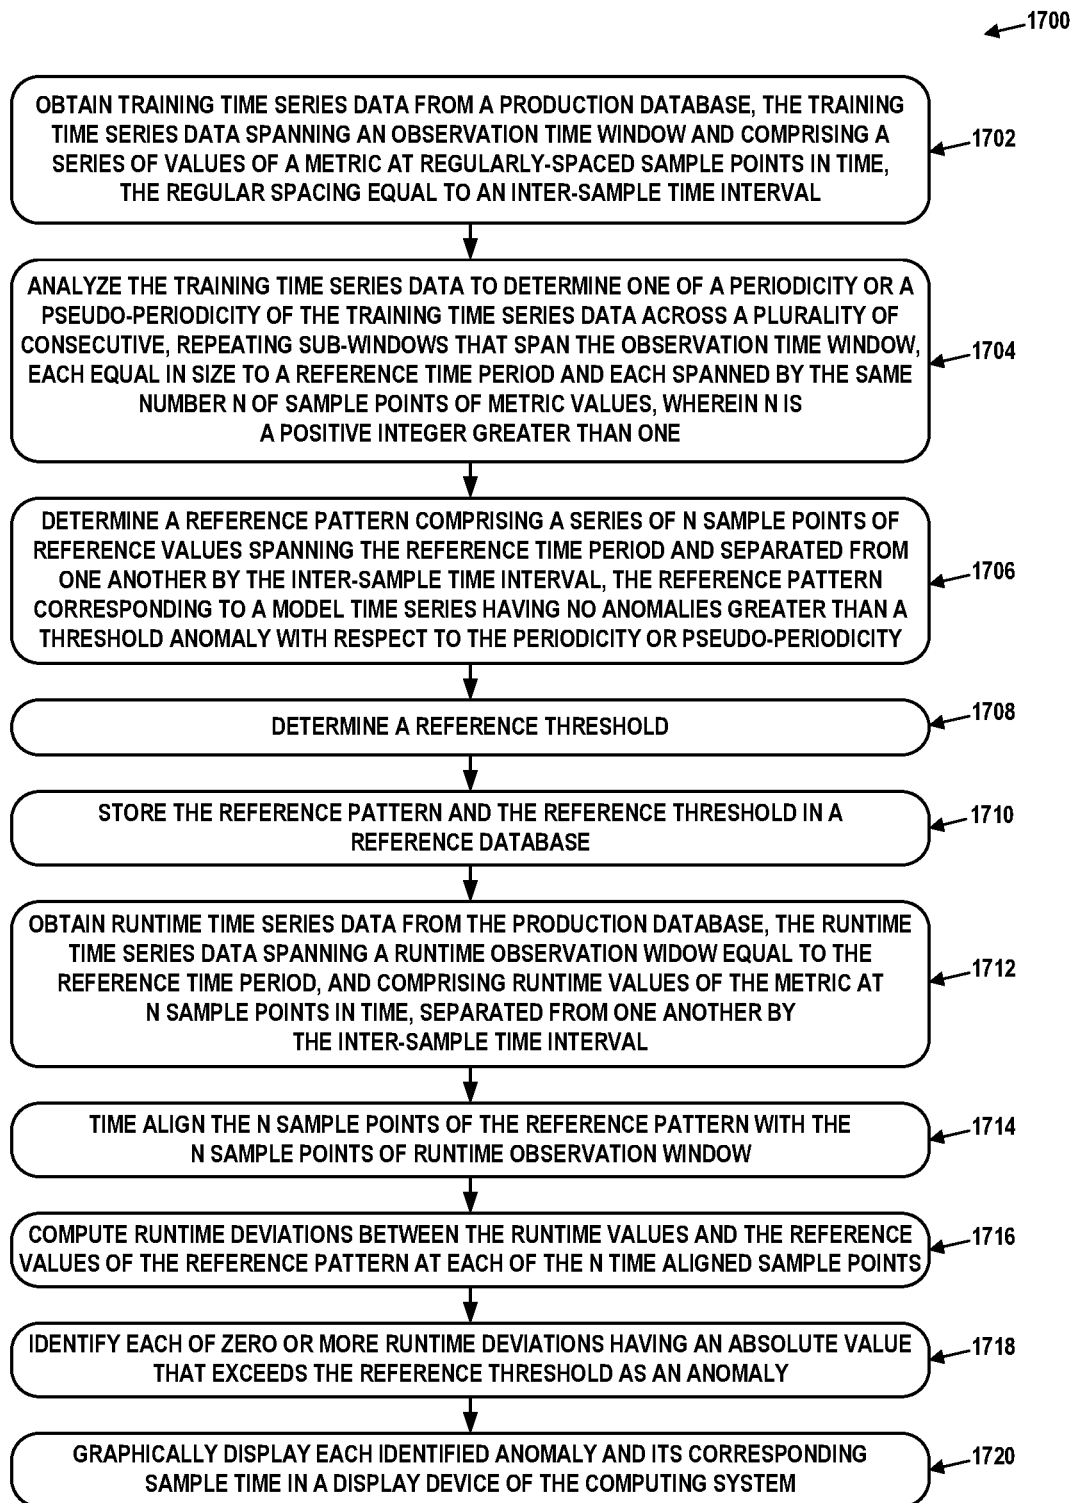 1700
OBTAIN TRAINING TIME SERIES DATA FROM A PRODUCTION DATABASE, THE TRAINING
TIME SERIES DATA SPANNING AN OBSERVATION TIME WINDOW AND COMPRISING A
SERIES OF VALUES OF A METRIC AT REGULARLY-SPACED SAMPLE POINTS IN TIME,
THE REGULAR SPACING EQUAL TO AN INTER-SAMPLE TIME INTERVAL
1702
ANALYZE THE TRAINING TIME SERIES DATA TO DETERMINE ONE OF A PERIODICITY OR A
PSEUDO-PERIODICITY OF THE TRAINING TIME SERIES DATA ACROSS A PLURALITY OF
CONSECUTIVE, REPEATING SUB-WINDOWS THAT SPAN THE OBSERVATION TIME WINDOW,
EACH EQUAL IN SIZE TO A REFERENCE TIME PERIOD AND EACH SPANNED BY THE SAME
NUMBER N OF SAMPLE POINTS OF METRIC VALUES, WHEREIN N IS
A POSITIVE INTEGER GREATER THAN ONE
1704
DETERMINE A REFERENCE PATTERN COMPRISING A SERIES OF N SAMPLE POINTS OF
REFERENCE VALUES SPANNING THE REFERENCE TIME PERIOD AND SEPARATED FROM
ONE ANOTHER BY THE INTER-SAMPLE TIME INTERVAL, THE REFERENCE PATTERN
CORRESPONDING TO A MODEL TIME SERIES HAVING NO ANOMALIES GREATER THAN A
THRESHOLD ANOMALY WITH RESPECT TO THE PERIODICITY OR PSEUDO-PERIODICITY
1706
DETERMINE A REFERENCE THRESHOLD
1708
STORE THE REFERENCE PATTERN AND THE REFERENCE THRESHOLD IN A
REFERENCE DATABASE
1710
OBTAIN RUNTIME TIME SERIES DATA FROM THE PRODUCTION DATABASE, THE RUNTIME
TIME SERIES DATA SPANNING A RUNTIME OBSERVATION WIDOW EQUAL TO THE
REFERENCE TIME PERIOD, AND COMPRISING RUNTIME VALUES OF THE METRIC AT
N SAMPLE POINTS IN TIME, SEPARATED FROM ONE ANOTHER BY
THE INTER-SAMPLE TIME INTERVAL
1712
TIME ALIGN THE N SAMPLE POINTS OF THE REFERENCE PATTERN WITH THE
N SAMPLE POINTS OF RUNTIME OBSERVATION WINDOW
1714
COMPUTE RUNTIME DEVIATIONS BETWEEN THE RUNTIME VALUES AND THE REFERENCE
VALUES OF THE REFERENCE PATTERN AT EACH OF THE N TIME ALIGNED SAMPLE POINTS
1716
IDENTIFY EACH OF ZERO OR MORE RUNTIME DEVIATIONS HAVING AN ABSOLUTE VALUE
THAT EXCEEDS THE REFERENCE THRESHOLD AS AN ANOMALY
1718
GRAPHICALLY DISPLAY EACH IDENTIFIED ANOMALY AND ITS CORRESPONDING
SAMPLE TIME IN A DISPLAY DEVICE OF THE COMPUTING SYSTEM
1720